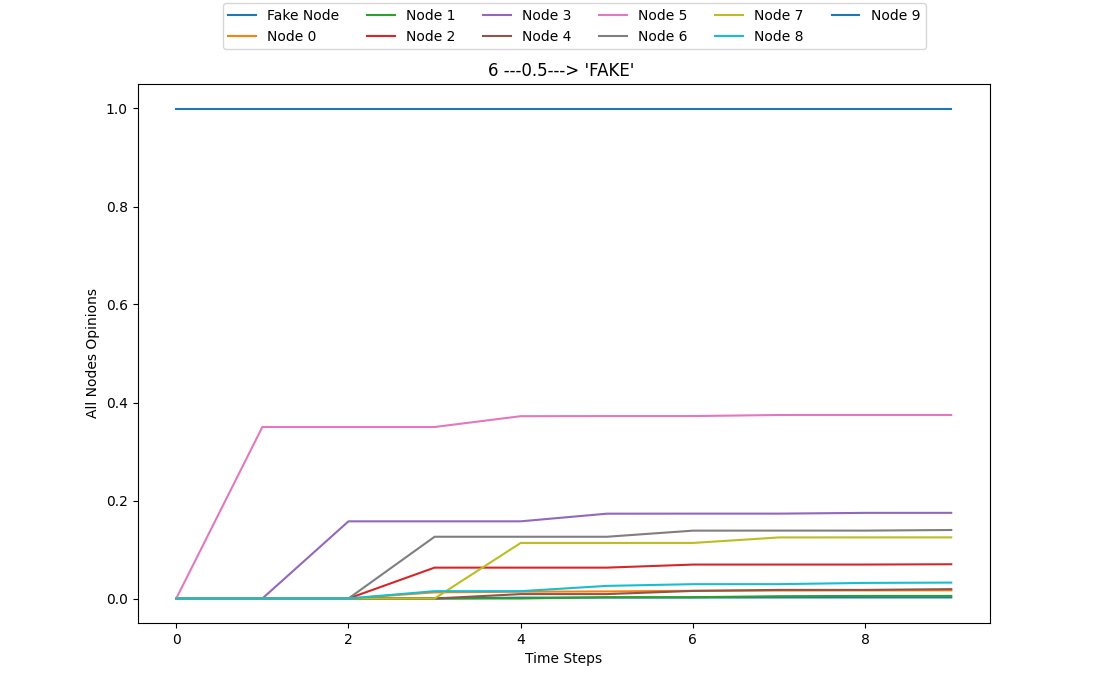 Fake Node Node 1 Node 3 Node 5 Node 7 Node 9
Node 0 Node 2 Node 4 Node 6 Node 8
6 ---0.5---> 'FAKE'
1.0
0.8
0.6
0.4
0.2
0.0
All Nodes Opinions
0 2 4 6 8
Time Steps